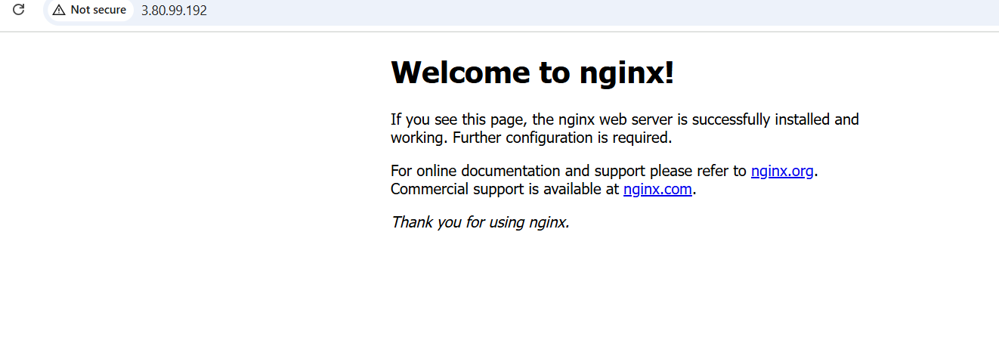 Not secure 3.80.99.192
Welcome to nginx!
If you see this page, the nginx web server is successfully installed and
working. Further configuration is required.
For online documentation and support please refer to nginx.org.
Commercial support is available at nginx.com.
Thank you for using nginx.